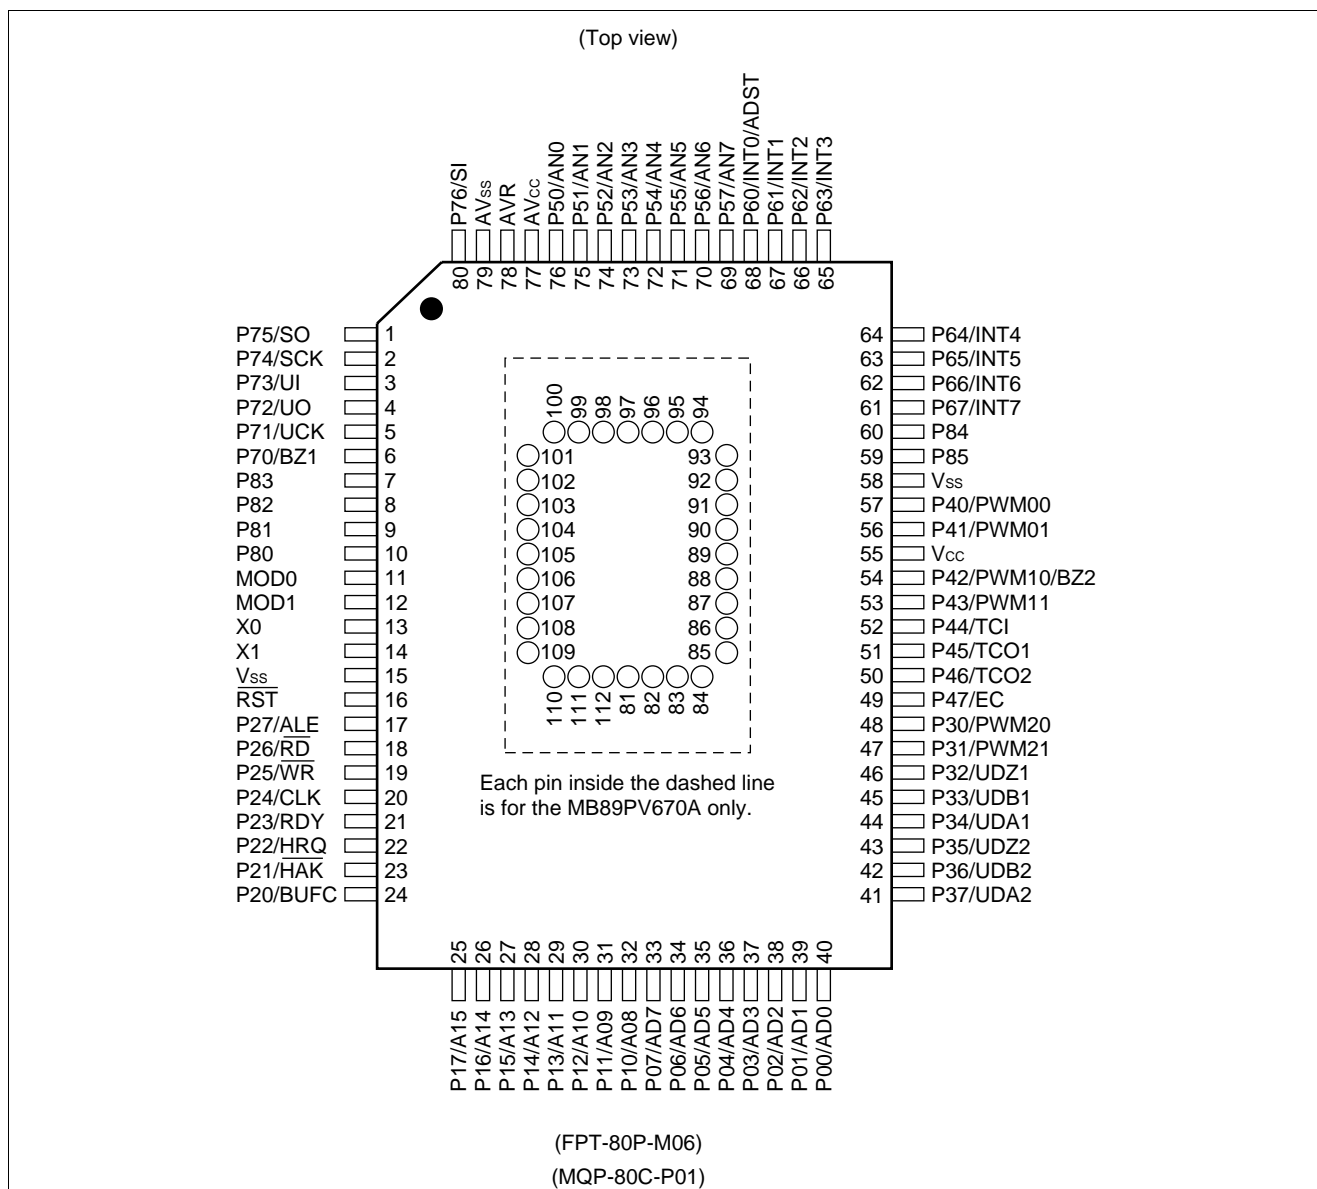 (Top view)
P76/SI
AVss
AVR
AVcc
P50/AN0
P51/AN1
P52/AN2
P53/AN3
P54/AN4
P55/AN5
P56/AN6
P57/AN7
P60/INT0/ADST
P61/INT1
P62/INT2
P63/INT3
80
79
78
77
76
75
74
73
72
71
70
69
68
67
66
65
P75/SO 1
P74/SCK 2
P73/UI 3
P72/UO 4
P71/UCK 5
P70/BZ1 6
P83 7
P82 8
P81 9
P80 10
MOD0 11
MOD1 12
X0 13
X1 14
Vss 15
R̅S̅T̅ 16
P27/ALE 17
P26/R̅D̅ 18
P25/W̅R̅ 19
P24/CLK 20
P23/RDY 21
P22/HRQ 22
P21/H̅A̅K̅ 23
P20/BUFC 24
100
99
98
97
96
95
94
101
102
103
104
105
106
107
108
109
93
92
91
90
89
88
87
86
85
110
111
112
81
82
83
84
Each pin inside the dashed line
is for the MB89PV670A only.
64 P64/INT4
63 P65/INT5
62 P66/INT6
61 P67/INT7
60 P84
59 P85
58 Vss
57 P40/PWM00
56 P41/PWM01
55 Vcc
54 P42/PWM10/BZ2
53 P43/PWM11
52 P44/TCI
51 P45/TCO1
50 P46/TCO2
49 P47/EC
48 P30/PWM20
47 P31/PWM21
46 P32/UDZ1
45 P33/UDB1
44 P34/UDA1
43 P35/UDZ2
42 P36/UDB2
41 P37/UDA2
25
26
27
28
29
30
31
32
33
34
35
36
37
38
39
40
P17/A15
P16/A14
P15/A13
P14/A12
P13/A11
P12/A10
P11/A09
P10/A08
P07/AD7
P06/AD6
P05/AD5
P04/AD4
P03/AD3
P02/AD2
P01/AD1
P00/AD0
(FPT-80P-M06)
(MQP-80C-P01)